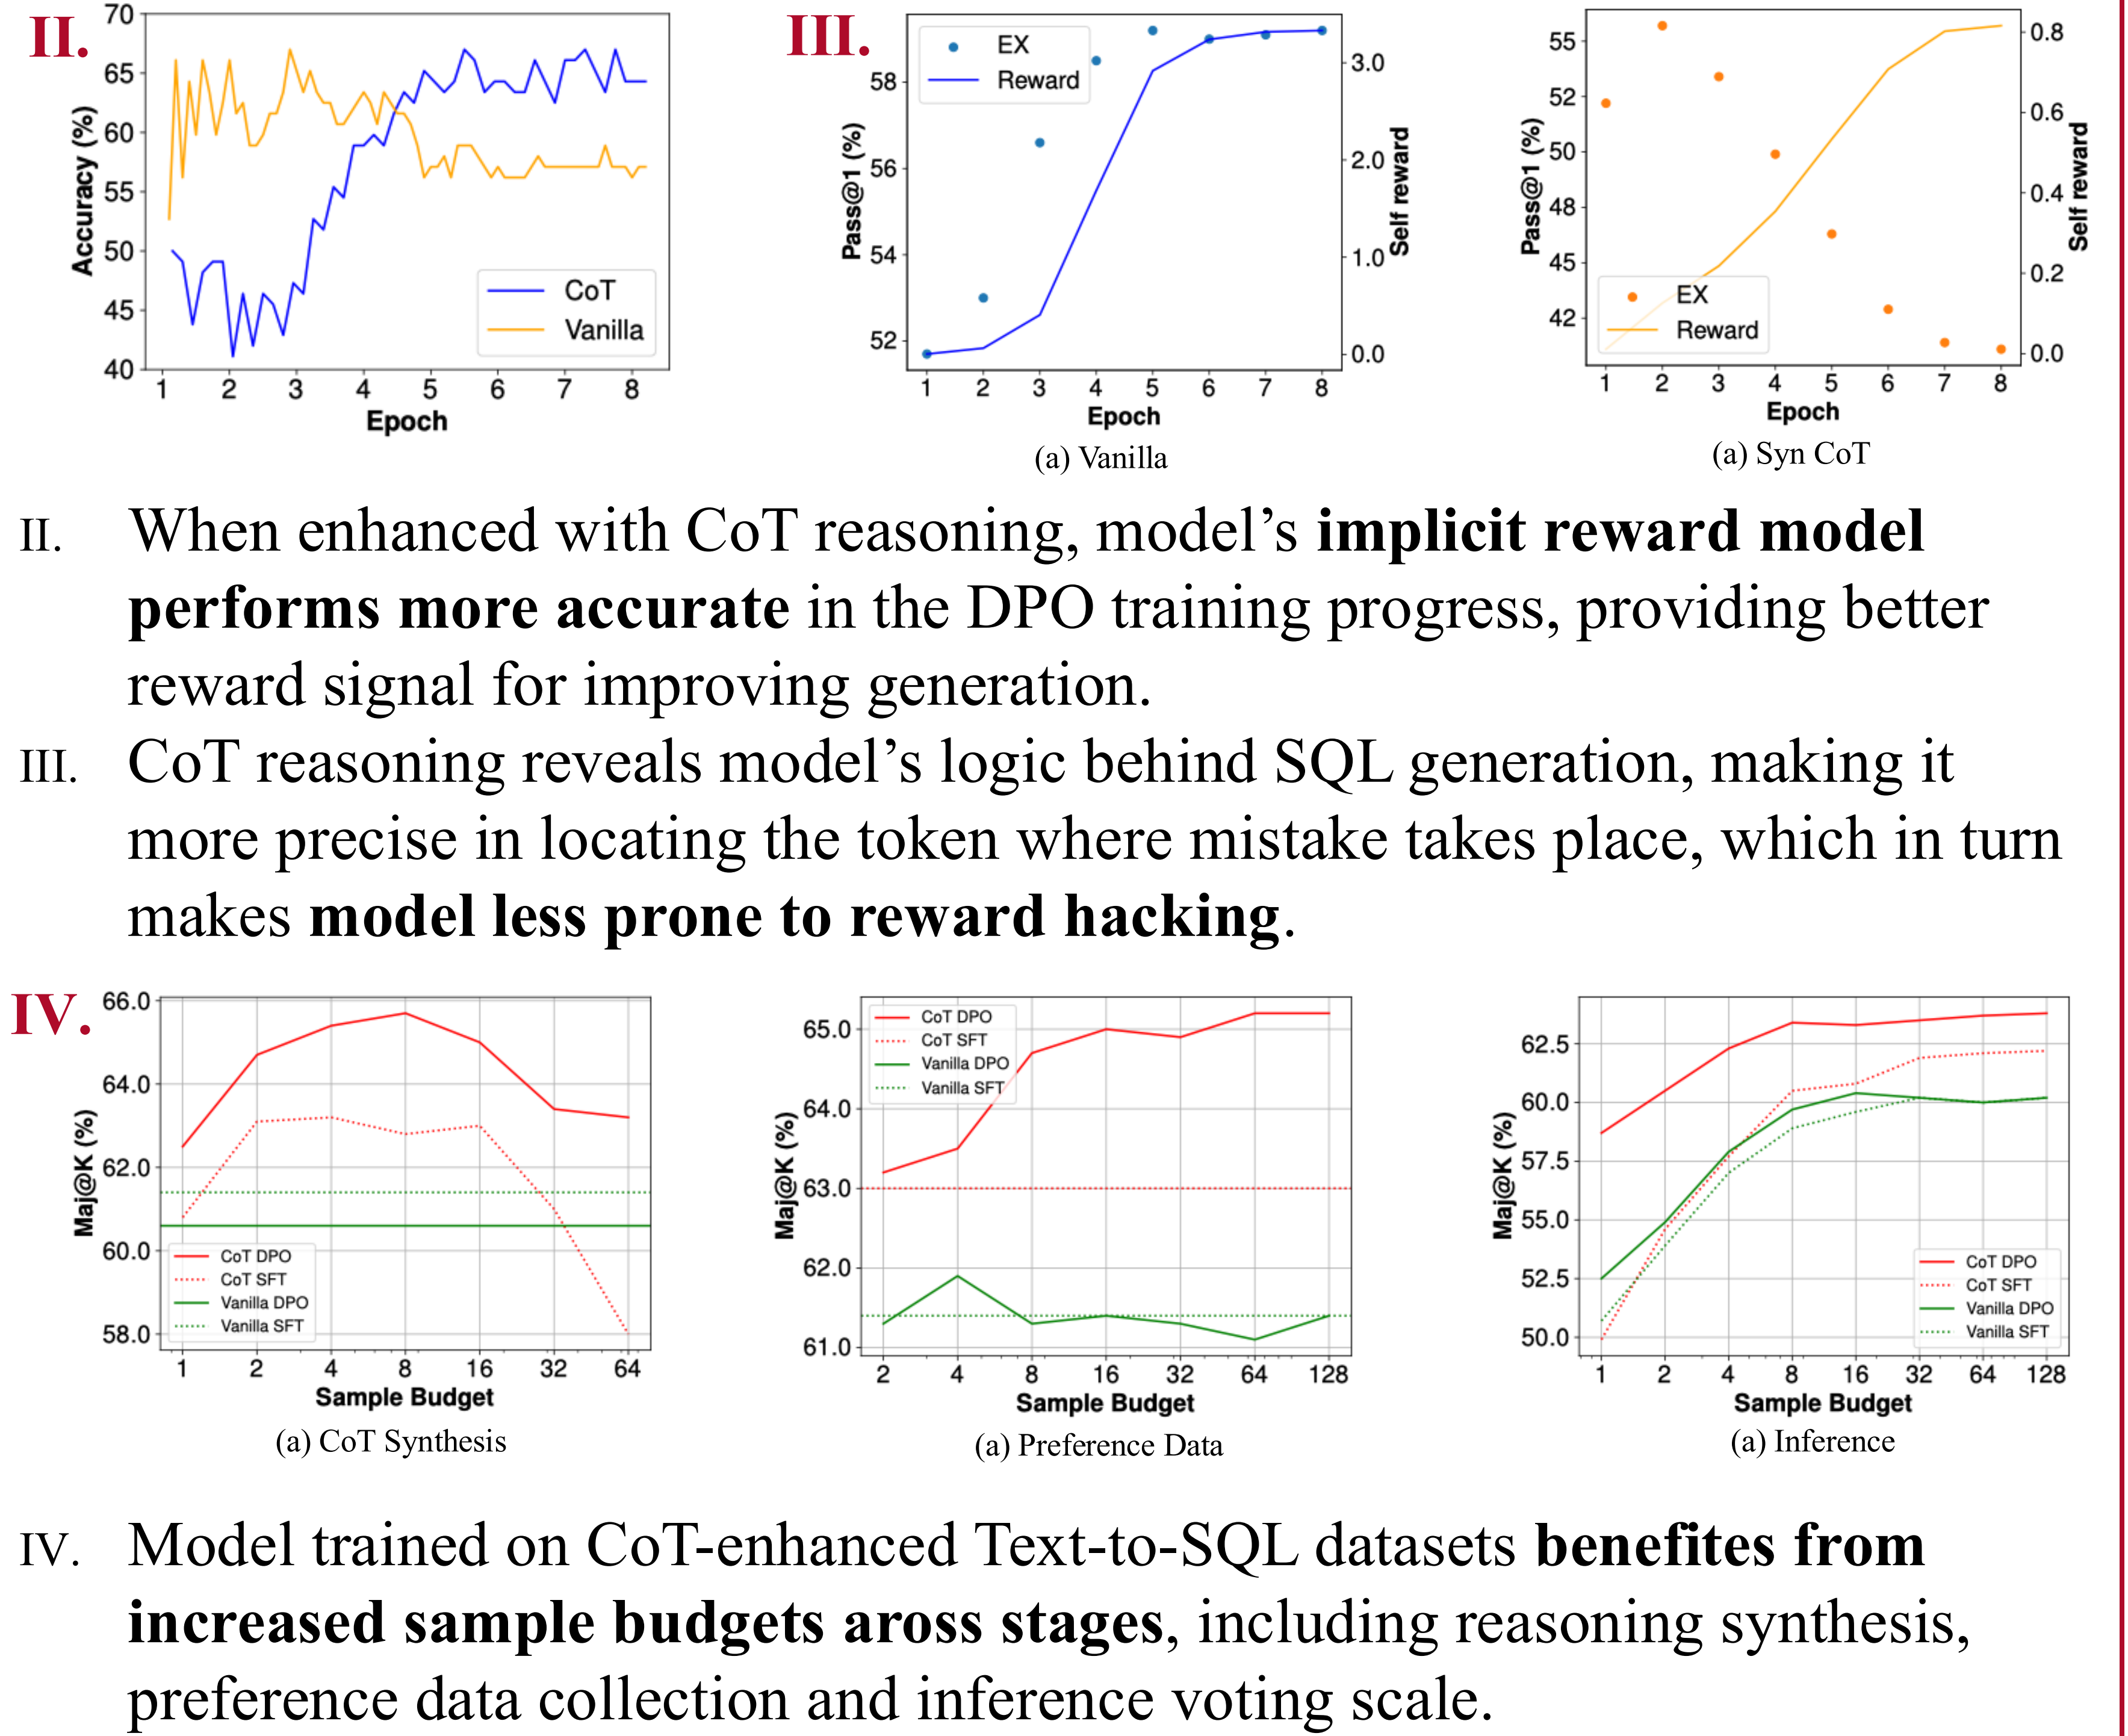 II.
70
65
60
55
50
45
40
Accuracy (%)
CoT
Vanilla
1 2 3 4 5 6 7 8
Epoch
III.
58
56
54
52
Pass@1 (%)
EX
Reward
3.0
2.0
1.0
0.0
Self reward
1 2 3 4 5 6 7 8
Epoch
(a) Vanilla
55
52
50
48
45
42
Pass@1 (%)
EX
Reward
0.8
0.6
0.4
0.2
0.0
Self reward
1 2 3 4 5 6 7 8
Epoch
(a) Syn CoT
II. When enhanced with CoT reasoning, model’s implicit reward model
performs more accurate in the DPO training progress, providing better
reward signal for improving generation.
III. CoT reasoning reveals model’s logic behind SQL generation, making it
more precise in locating the token where mistake takes place, which in turn
makes model less prone to reward hacking.
IV.
66.0
64.0
62.0
60.0
58.0
Maj@K (%)
CoT DPO
CoT SFT
Vanilla DPO
Vanilla SFT
1 2 4 8 16 32 64
Sample Budget
(a) CoT Synthesis
65.0
64.0
63.0
62.0
61.0
Maj@K (%)
CoT DPO
CoT SFT
Vanilla DPO
Vanilla SFT
2 4 8 16 32 64 128
Sample Budget
(a) Preference Data
62.5
60.0
57.5
55.0
52.5
50.0
Maj@K (%)
CoT DPO
CoT SFT
Vanilla DPO
Vanilla SFT
1 2 4 8 16 32 64 128
Sample Budget
(a) Inference
IV. Model trained on CoT-enhanced Text-to-SQL datasets benefits from
increased sample budgets aross stages, including reasoning synthesis,
preference data collection and inference voting scale.